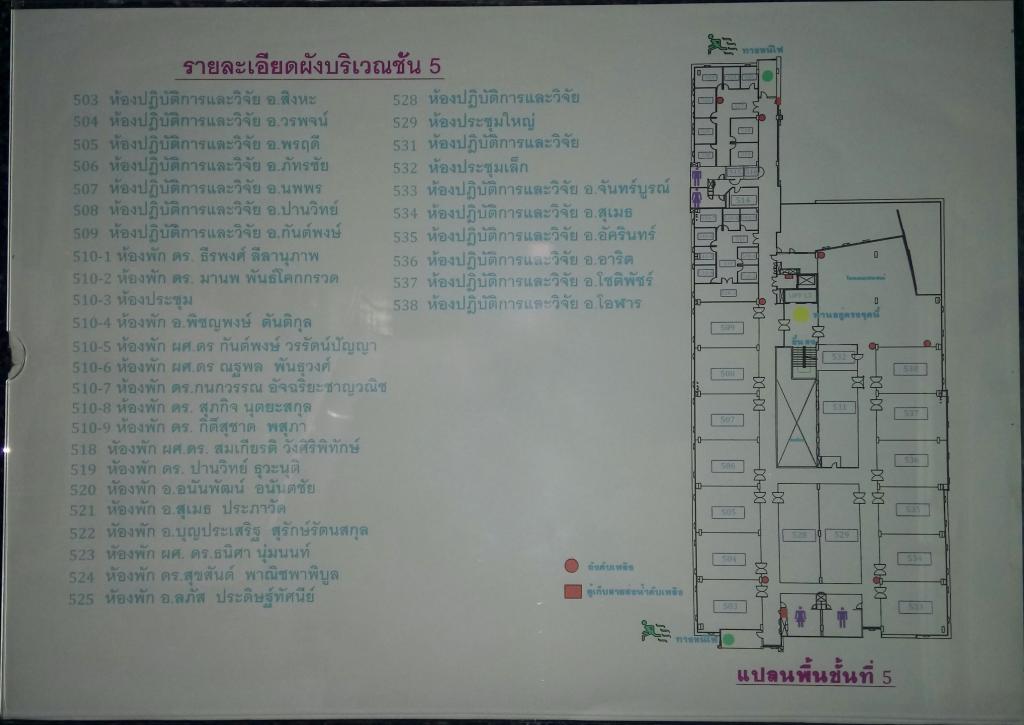 รายละเอียดผังบริเวณชั้น 5
503 ห้องปฏิบัติการและวิจัย อ.สิงหะ
504 ห้องปฏิบัติการและวิจัย อ.วรพจน์
505 ห้องปฏิบัติการและวิจัย อ.พรฤดี
506 ห้องปฏิบัติการและวิจัย อ.ภัทรชัย
507 ห้องปฏิบัติการและวิจัย อ.นพพร
508 ห้องปฏิบัติการและวิจัย อ.ปานวิทย์
509 ห้องปฏิบัติการและวิจัย อ.กันต์พงษ์
510-1 ห้องพัก ดร. ธีรพงศ์ ลีลานุภาพ
510-2 ห้องพัก ดร. มานพ พันธ์โคกกรวด
510-3 ห้องประชุม
510-4 ห้องพัก อ.พิชญพงษ์ ตันติกุล
510-5 ห้องพัก ผศ.ดร กันต์พงษ์ วรรัตน์ปัญญา
510-6 ห้องพัก ผศ.ดร ณฐพล พันธุวงศ์
510-7 ห้องพัก ดร.กนกวรรณ อัจฉริยะชาญวณิช
510-8 ห้องพัก ดร. สุภกิจ นุตยะสกุล
510-9 ห้องพัก ดร. กิติ์สุชาต พสุภา
518 ห้องพัก ผศ.ดร. สมเกียรติ วังศิริพิทักษ์
519 ห้องพัก ดร. ปานวิทย์ ธุวะนุติ
520 ห้องพัก อ.อนันพัฒน์ อนันตชัย
521 ห้องพัก อ.สุเมธ ประภาวัต
522 ห้องพัก อ.บุญประเสริฐ สุรักษ์รัตนสกุล
523 ห้องพัก ผศ. ดร.ธนิศา นุ่มนนท์
524 ห้องพัก ดร.สุขสันต์ พาณิชพาพิบูล
525 ห้องพัก อ.ลภัส ประดิษฐ์ทัศนีย์
528 ห้องปฏิบัติการและวิจัย
529 ห้องประชุมใหญ่
531 ห้องปฏิบัติการและวิจัย
532 ห้องประชุมเล็ก
533 ห้องปฏิบัติการและวิจัย อ.จันทร์บูรณ์
534 ห้องปฏิบัติการและวิจัย อ.สุเมธ
535 ห้องปฏิบัติการและวิจัย อ.อัครินทร์
536 ห้องปฏิบัติการและวิจัย อ.อาริต
537 ห้องปฏิบัติการและวิจัย อ.โชติพัชร์
538 ห้องปฏิบัติการและวิจัย อ.โอฬาร
ทางหนีไฟ
514
ท่านอยู่ตรงจุดนี้
509
508
507
506
505
504
503
532
531
528
529
538
537
536
535
534
533
ถังดับเพลิง
ตู้เก็บสายส่งน้ำดับเพลิง
ทางหนีไฟ
แปลนพื้นชั้นที่ 5